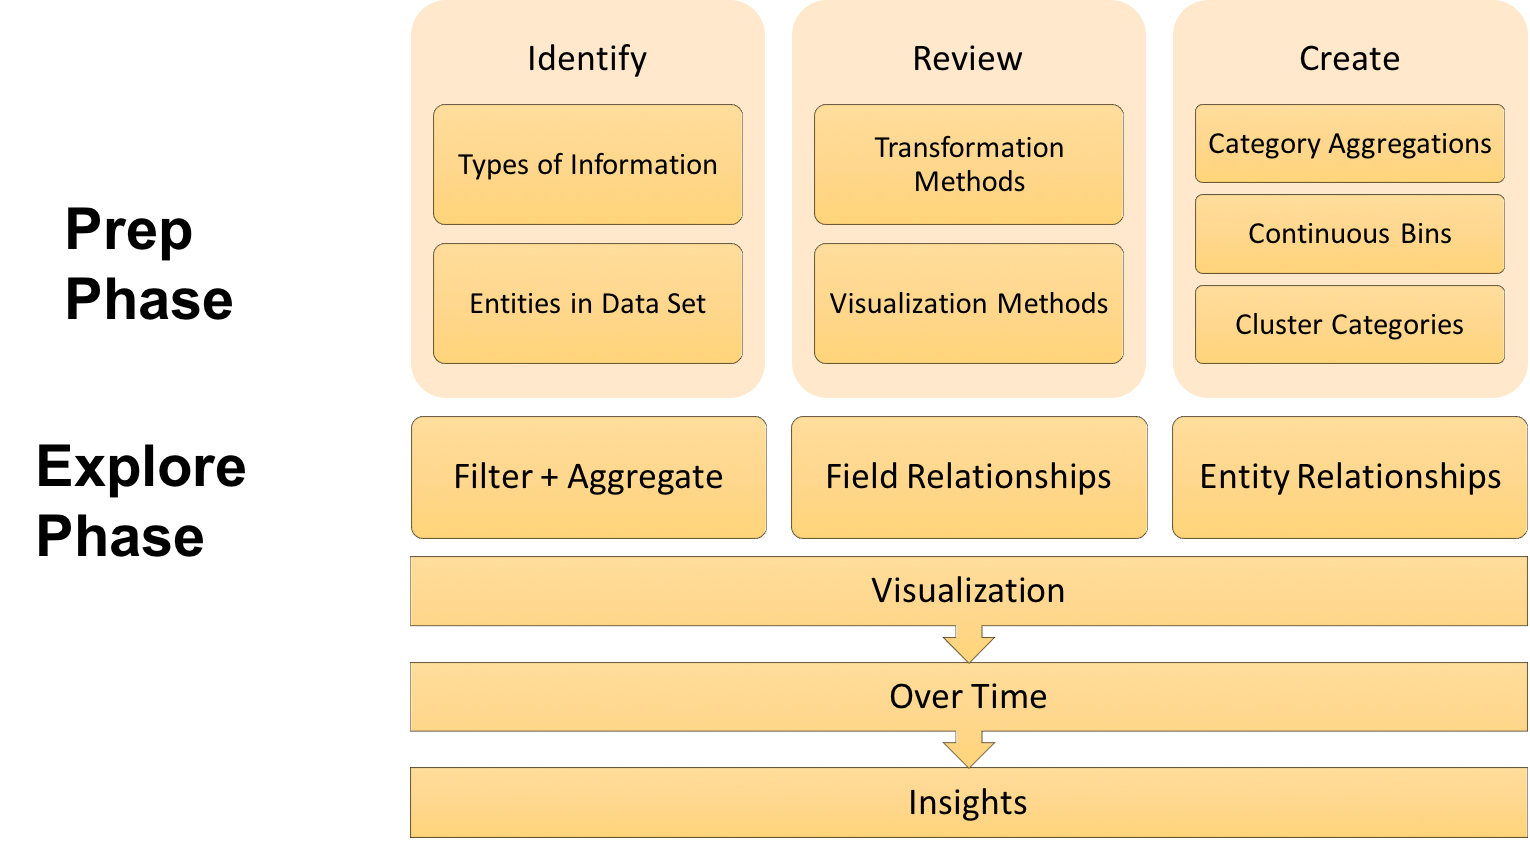 Prep
Phase
Identify
Types of Information
Entities in Data Set
Review
Transformation
Methods
Visualization Methods
Create
Category Aggregations
Continuous Bins
Cluster Categories
Explore
Phase
Filter + Aggregate
Field Relationships
Entity Relationships
Visualization
Over Time
Insights